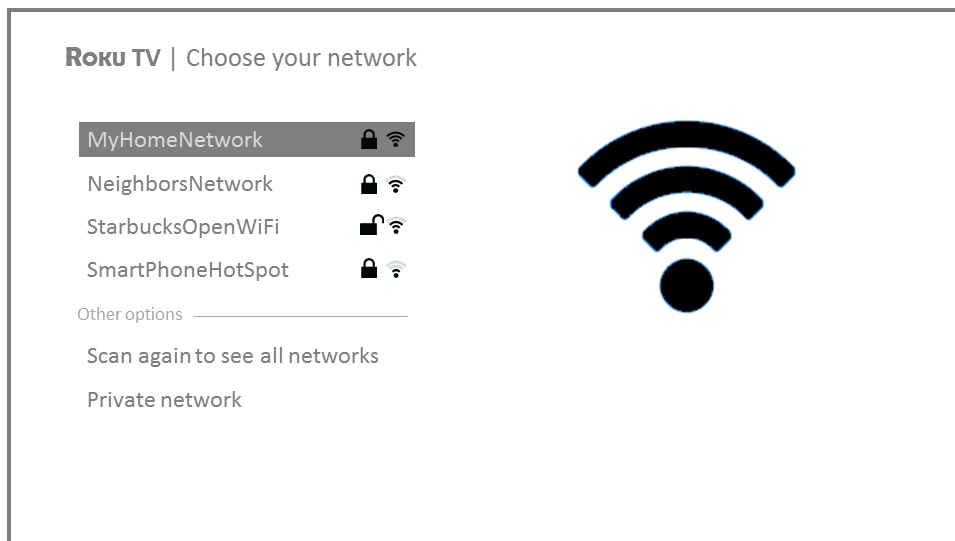 ROKU TV | Choose your network
MyHomeNetwork
NeighborsNetwork
StarbucksOpenWiFi
SmartPhoneHotSpot
Other options
Scan again to see all networks
Private network